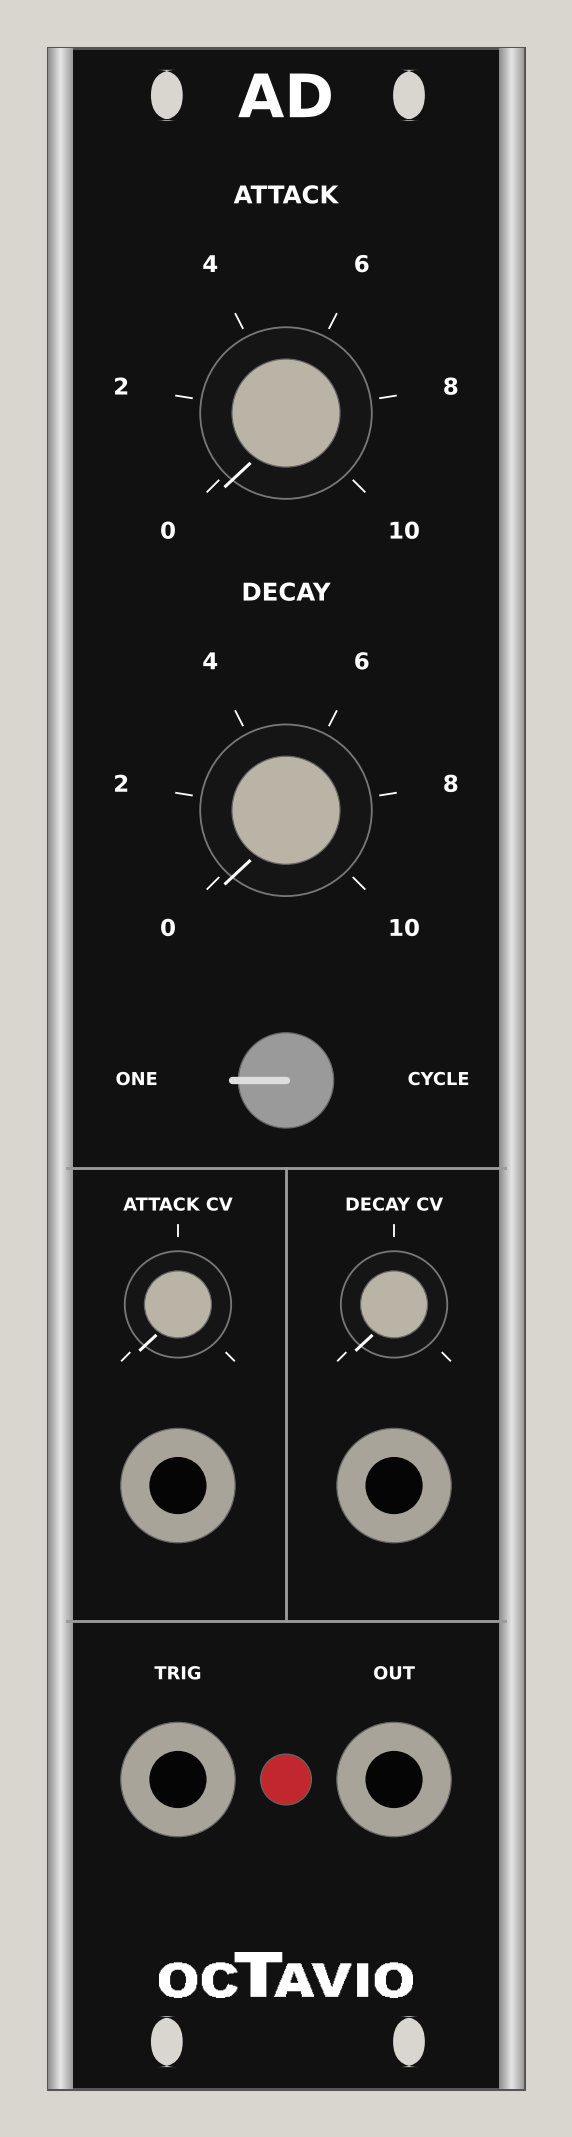 AD
ATTACK
4 6
2 8
0 10
DECAY
4 6
2 8
0 10
ONE CYCLE
ATTACK CV DECAY CV
TRIG OUT
OCTAVIO